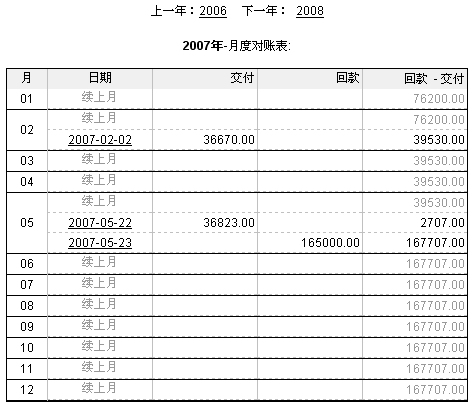 上一年：2006 下一年： 2008
2007年-月度对账表:
月 日期 交付 回款 回款 - 交付
01 续上月 76200.00
02 续上月 76200.00
2007-02-02 36670.00 39530.00
03 续上月 39530.00
04 续上月 39530.00
05 续上月 39530.00
2007-05-22 36823.00 2707.00
2007-05-23 165000.00 167707.00
06 续上月 167707.00
07 续上月 167707.00
08 续上月 167707.00
09 续上月 167707.00
10 续上月 167707.00
11 续上月 167707.00
12 续上月 167707.00